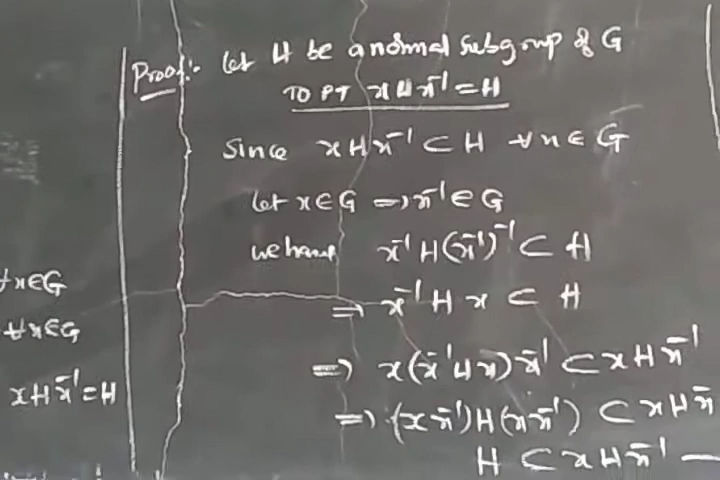 Proof:- Let H be a normal subgroup of G
TO PT xHx⁻¹=H
Since xHx⁻¹ ⊂ H ∀x∈G
Let x∈G ⇒ x⁻¹∈G
we have x⁻¹H(x⁻¹)⁻¹ ⊂ H
⇒ x⁻¹Hx ⊂ H
⇒ x(x⁻¹Hx)x⁻¹ ⊂ xHx⁻¹
⇒ (xx⁻¹)H(xx⁻¹) ⊂ xHx⁻
H ⊂ xHx⁻¹ —
∀x∈G
∀x∈G
xHx⁻¹=H